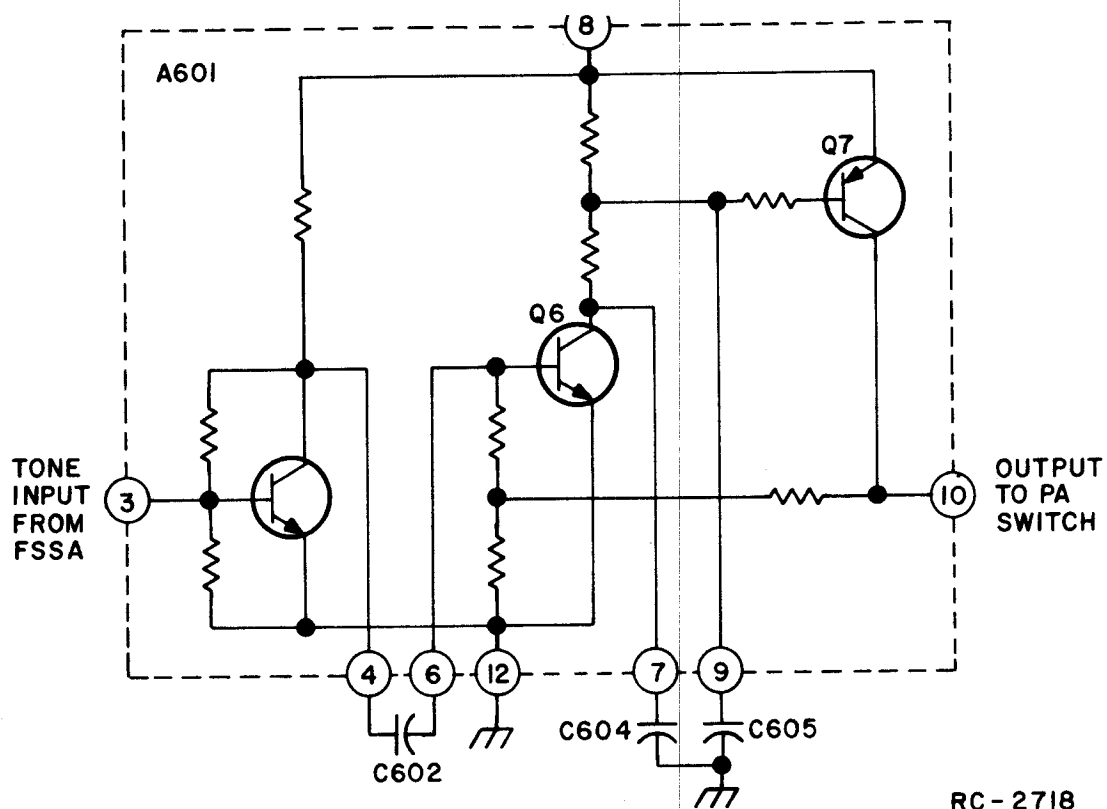 8
A601
Q7
Q6
TONE
INPUT
FROM
FSSA
3
10
OUTPUT
TO PA
SWITCH
4
6
12
7
9
C602
C604
C605
RC-2718